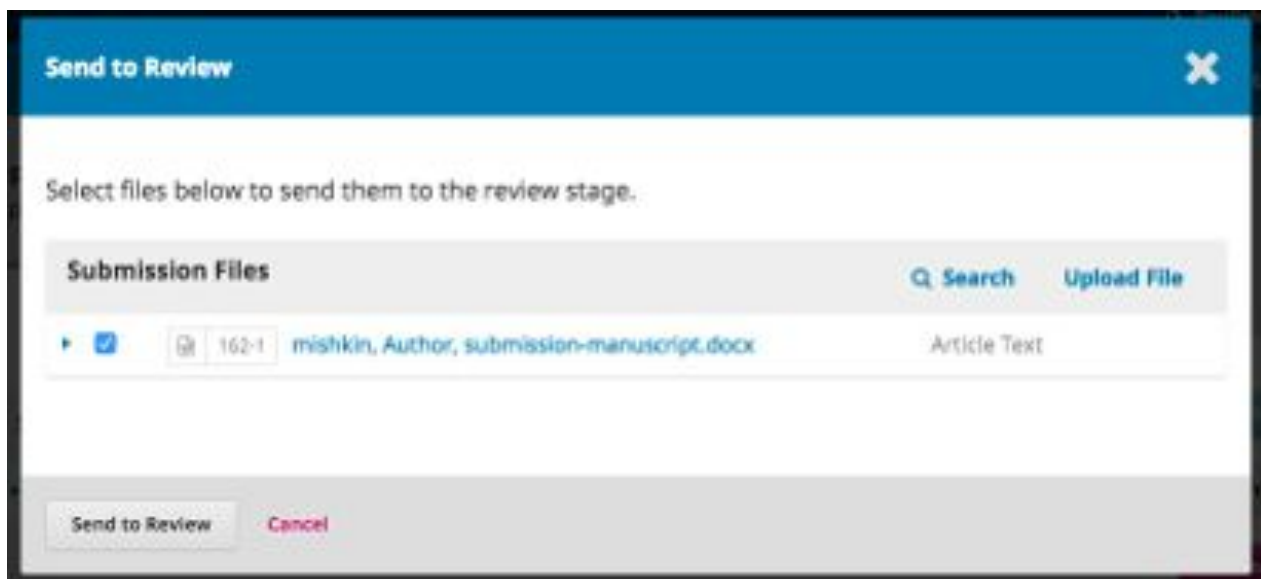 Send to Review
Select files below to send them to the review stage.
Submission Files Search Upload File
162-1 mishkin, Author, submission-manuscript.docx Article Text
Send to Review Cancel